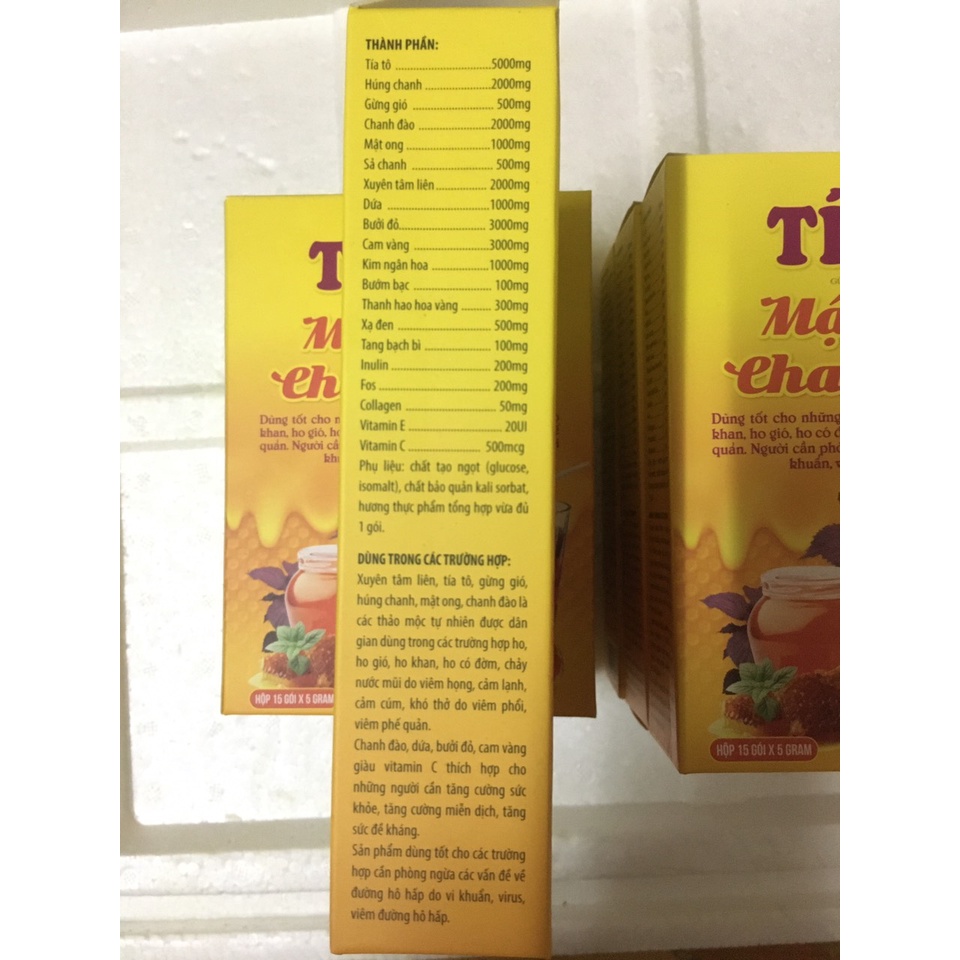 THÀNH PHẦN:
Tía tô ..............................5000mg
Húng chanh .....................2000mg
Gừng gió ......................... 500mg
Chanh đào .......................2000mg
Mật ong ..........................1000mg
Sả chanh .......................... 500mg
Xuyên tâm liên................ 2000mg
Dứa ................................ 1000mg
Bưởi đỏ............................ 3000mg
Cam vàng ........................3000mg
Kim ngân hoa ..................1000mg
Bướm bạc ......................... 100mg
Thanh hao hoa vàng ......... 300mg
Xạ đen ............................. 500mg
Tang bạch bì ..................... 100mg
Inulin ............................... 200mg
Fos ................................... 200mg
Collagen ............................. 50mg
Vitamin E ............................. 20UI
Vitamin C ........................ 500mcg
Phụ liệu: chất tạo ngọt (glucose,
isomalt), chất bảo quản kali sorbat,
hương thực phẩm tổng hợp vừa đủ
1 gói.
DÙNG TRONG CÁC TRƯỜNG HỢP:
Xuyên tâm liên, tía tô, gừng gió,
húng chanh, mật ong, chanh đào là
các thảo mộc tự nhiên được dân
gian dùng trong các trường hợp ho,
ho gió, ho khan, ho có đờm, chảy
nước mũi do viêm họng, cảm lạnh,
cảm cúm, khó thở do viêm phổi,
viêm phế quản.
Chanh đào, dứa, bưởi đỏ, cam vàng
giàu vitamin C thích hợp cho
những người cần tăng cường sức
khỏe, tăng cường miễn dịch, tăng
sức đề kháng.
Sản phẩm dùng tốt cho các trường
hợp cần phòng ngừa các vấn đề về
đường hô hấp do vi khuẩn, virus,
viêm đường hô hấp.
T
M
Ch
Dùng tốt cho
khan, ho gió,
quản. Người
HỘP 15 GÓI X 5 GRAM
TÍ
Mậ
Cha
Dùng tốt cho những
khan, ho gió, ho có
quản. Người cần
khuẩn,
HỘP 15 GÓI X 5 GRAM